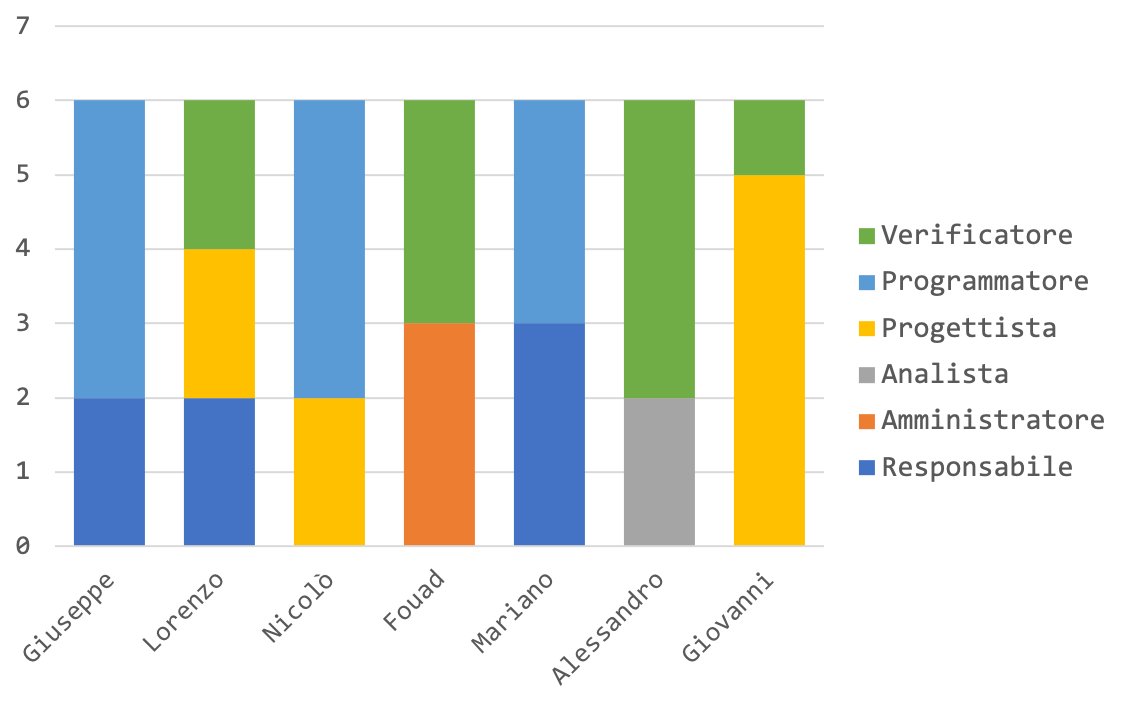 7
6
5
4
3
2
1
0
Giuseppe
Lorenzo
Nicolò
Fouad
Mariano
Alessandro
Giovanni
Verificatore
Programmatore
Progettista
Analista
Amministratore
Responsabile